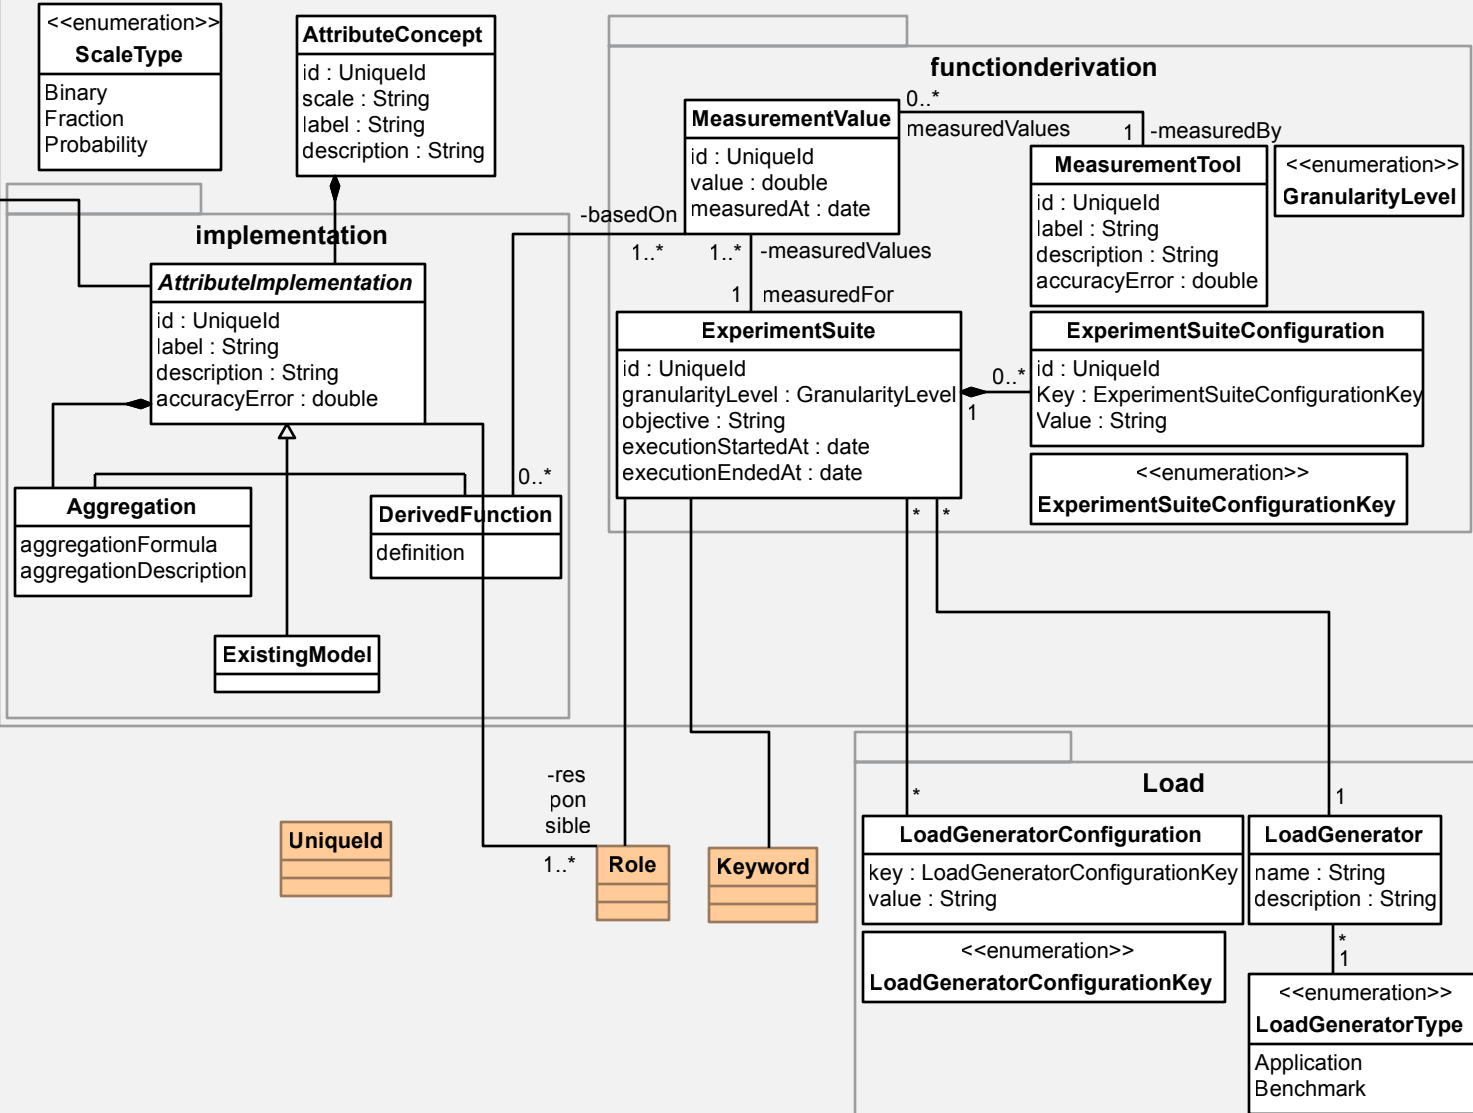 <<enumeration>>
ScaleType
Binary
Fraction
Probability
AttributeConcept
id : UniqueId
scale : String
label : String
description : String
functionderivation
MeasurementValue
id : UniqueId
value : double
measuredAt : date
0..*
measuredValues
1
-measuredBy
MeasurementTool
id : UniqueId
label : String
description : String
accuracyError : double
<<enumeration>>
GranularityLevel
implementation
-basedOn
1..*
1..*
-measuredValues
1
measuredFor
AttributeImplementation
id : UniqueId
label : String
description : String
accuracyError : double
ExperimentSuite
id : UniqueId
granularityLevel : GranularityLevel
objective : String
executionStartedAt : date
executionEndedAt : date
0..*
1
ExperimentSuiteConfiguration
id : UniqueId
Key : ExperimentSuiteConfigurationKey
Value : String
<<enumeration>>
ExperimentSuiteConfigurationKey
Aggregation
aggregationFormula
aggregationDescription
0..*
DerivedFunction
definition
*
*
ExistingModel
-res
pon
sible
1..*
UniqueId
Role
Keyword
Load
*
1
LoadGeneratorConfiguration
key : LoadGeneratorConfigurationKey
value : String
LoadGenerator
name : String
description : String
<<enumeration>>
LoadGeneratorConfigurationKey
*
1
<<enumeration>>
LoadGeneratorType
Application
Benchmark